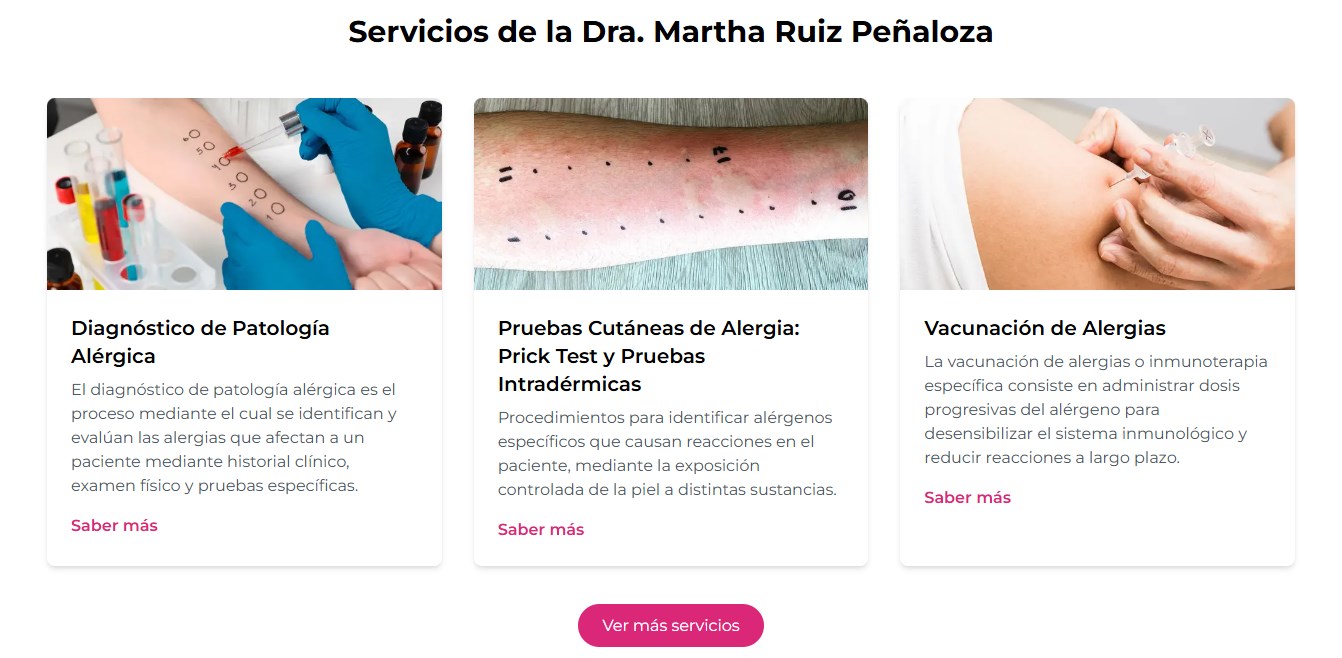 Servicios de la Dra. Martha Ruiz Peñaloza
Diagnóstico de Patología
Alérgica
El diagnóstico de patología alérgica es el
proceso mediante el cual se identifican y
evalúan las alergias que afectan a un
paciente mediante historial clínico,
examen físico y pruebas específicas.
Saber más
Pruebas Cutáneas de Alergia:
Prick Test y Pruebas
Intradérmicas
Procedimientos para identificar alérgenos
específicos que causan reacciones en el
paciente, mediante la exposición
controlada de la piel a distintas sustancias.
Saber más
Vacunación de Alergias
La vacunación de alergias o inmunoterapia
específica consiste en administrar dosis
progresivas del alérgeno para
desensibilizar el sistema inmunológico y
reducir reacciones a largo plazo.
Saber más
Ver más servicios